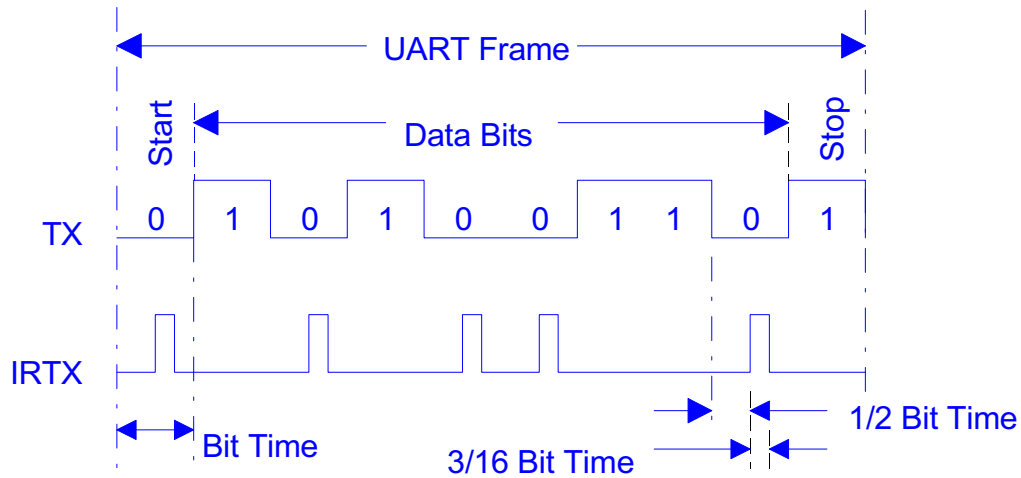 UART Frame
Start
Data Bits
Stop
TX 0 1 0 1 0 0 1 1 0 1
IRTX
Bit Time
1/2 Bit Time
3/16 Bit Time